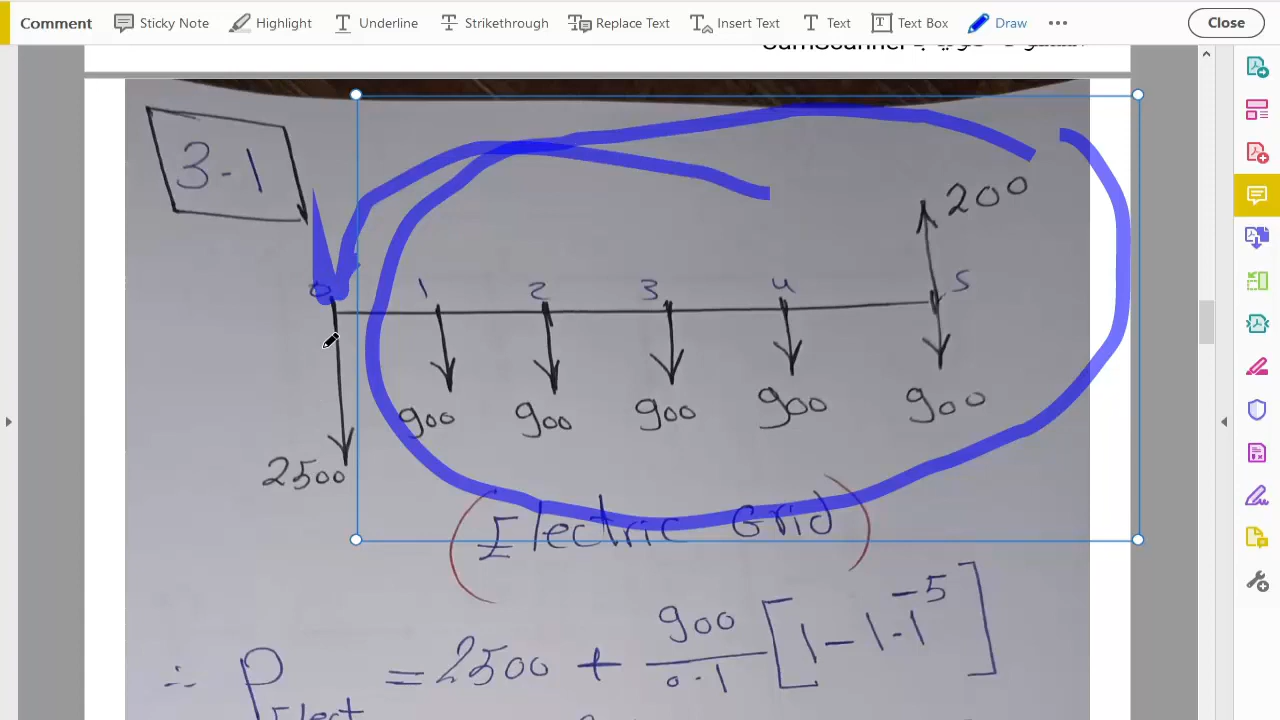 Comment Sticky Note Highlight Underline Strikethrough Replace Text Insert Text Text Text Box Draw Close
CamScanner
3-1
200
0 1 2 3 4 5
900 900 900 900 900
2500
(Electric Grid)
∴ P Elect = 2500 + 900/0.1 [1 - 1.1^-5]